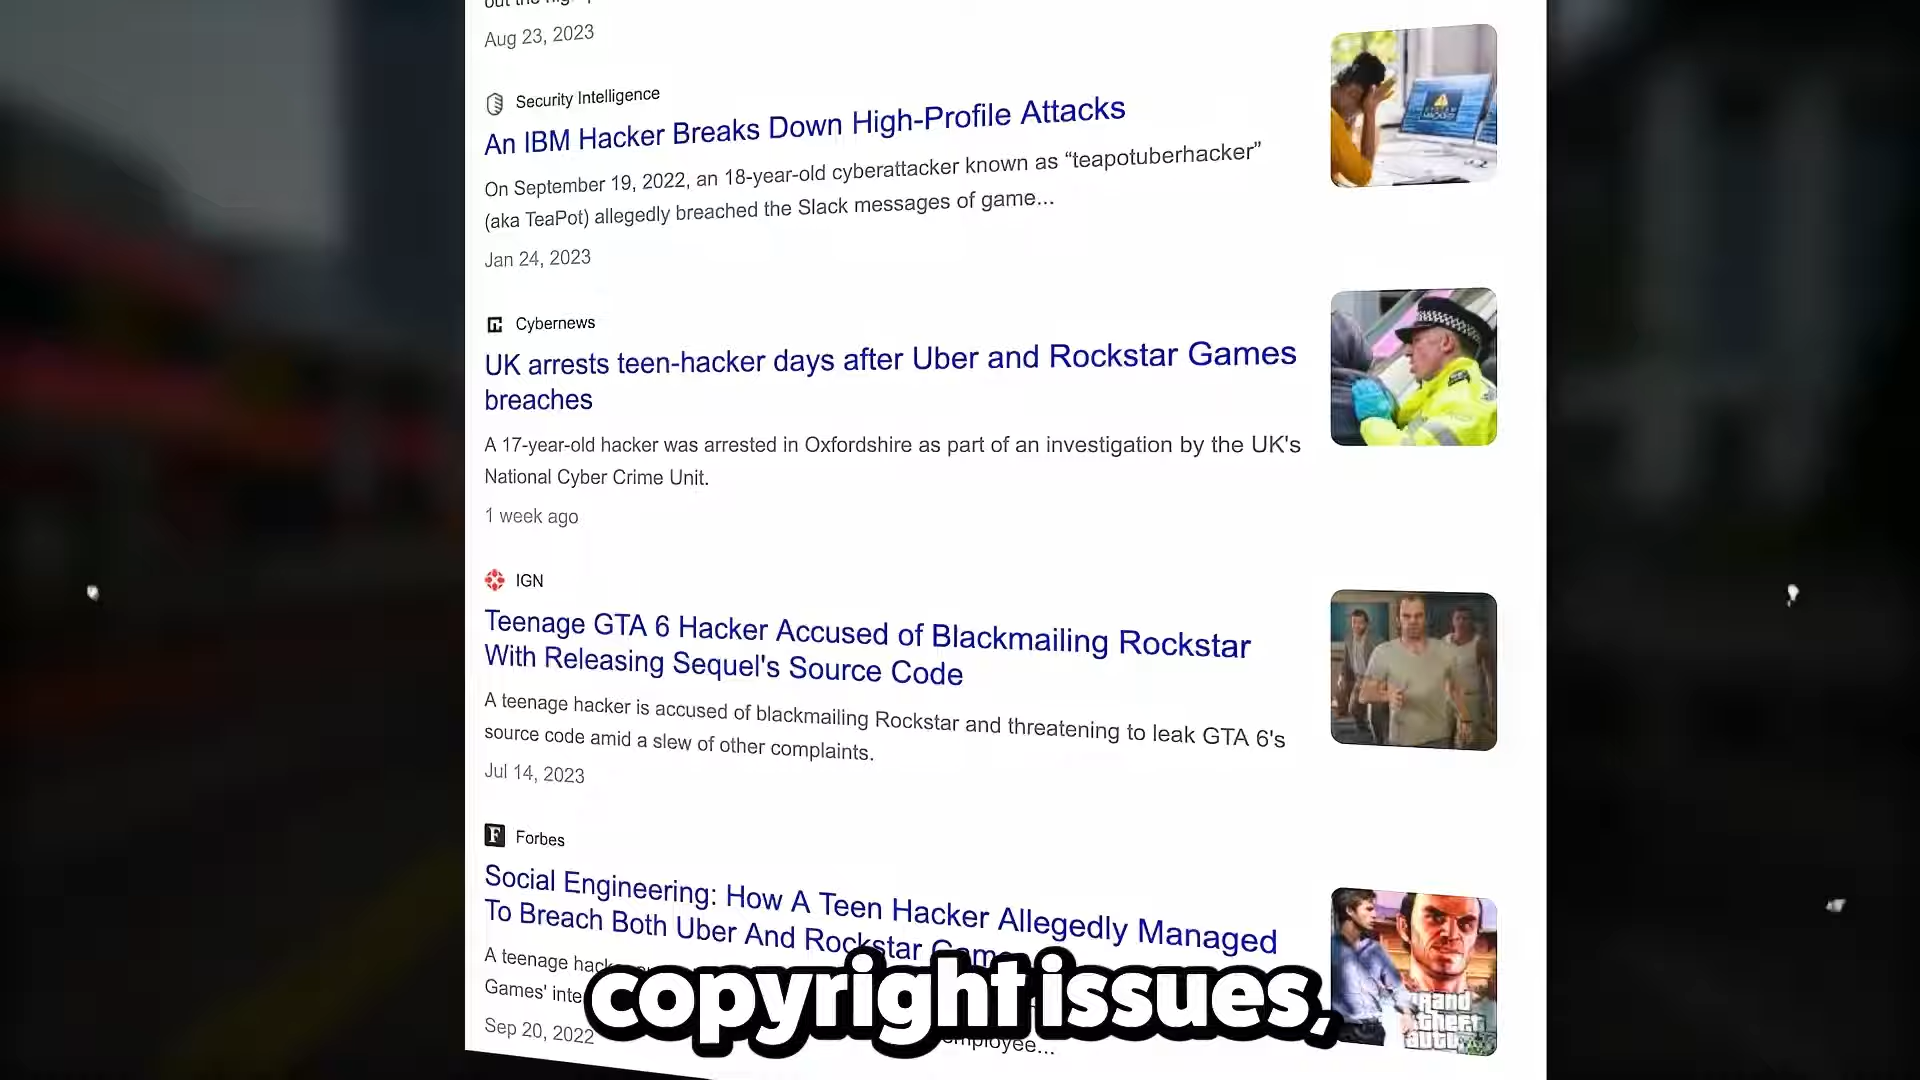 Aug 23, 2023
Security Intelligence
An IBM Hacker Breaks Down High-Profile Attacks
On September 19, 2022, an 18-year-old cyberattacker known as “teapotuberhacker”
(aka TeaPot) allegedly breached the Slack messages of game...
Jan 24, 2023
Cybernews
UK arrests teen-hacker days after Uber and Rockstar Games
breaches
A 17-year-old hacker was arrested in Oxfordshire as part of an investigation by the UK's
National Cyber Crime Unit.
1 week ago
IGN
Teenage GTA 6 Hacker Accused of Blackmailing Rockstar
With Releasing Sequel's Source Code
A teenage hacker is accused of blackmailing Rockstar and threatening to leak GTA 6's
source code amid a slew of other complaints.
Jul 14, 2023
F Forbes
Social Engineering: How A Teen Hacker Allegedly Managed
To Breach Both Uber And Rockstar
A teenage
Games'
employee...
Sep 20, 2022
grand
theft
auto
copyright issues,